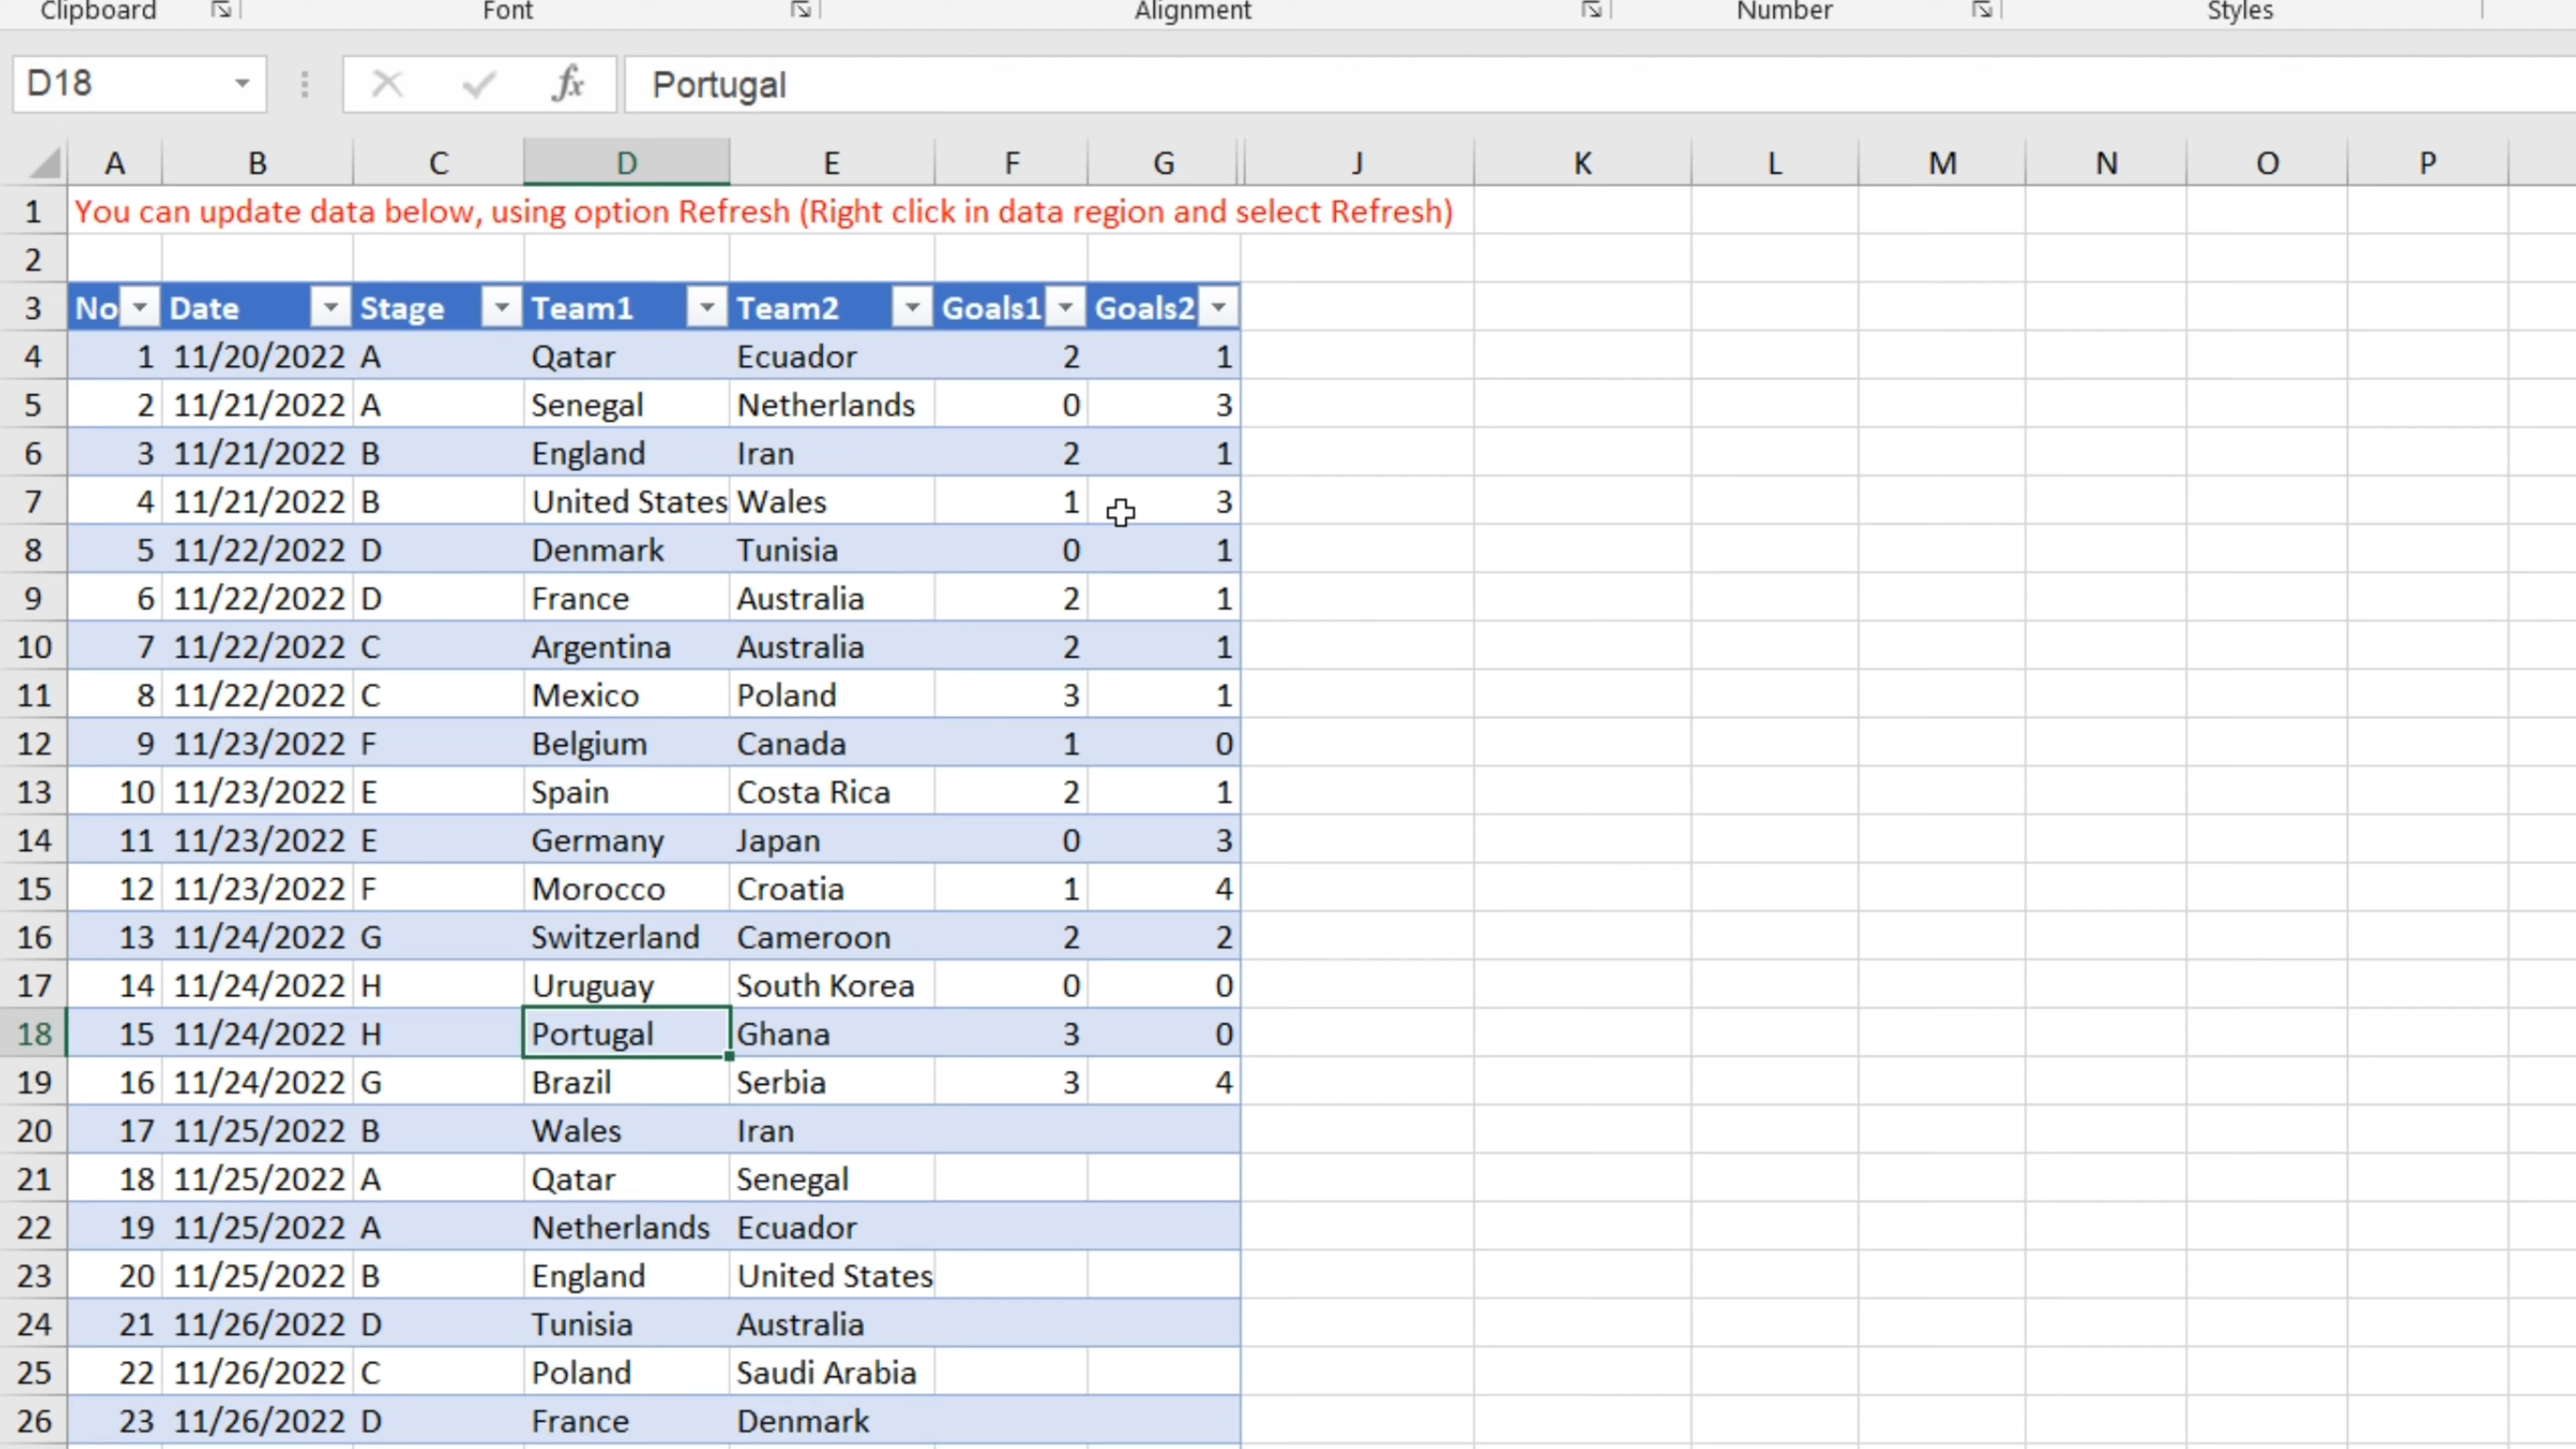 Clipboard Font Alignment Number Styles
D18 fx Portugal
A B C D E F G J K L M N O P
1 You can update data below, using option Refresh (Right click in data region and select Refresh)
2
3 No Date Stage Team1 Team2 Goals1 Goals2
4 1 11/20/2022 A Qatar Ecuador 2 1
5 2 11/21/2022 A Senegal Netherlands 0 3
6 3 11/21/2022 B England Iran 2 1
7 4 11/21/2022 B United States Wales 1 3
8 5 11/22/2022 D Denmark Tunisia 0 1
9 6 11/22/2022 D France Australia 2 1
10 7 11/22/2022 C Argentina Australia 2 1
11 8 11/22/2022 C Mexico Poland 3 1
12 9 11/23/2022 F Belgium Canada 1 0
13 10 11/23/2022 E Spain Costa Rica 2 1
14 11 11/23/2022 E Germany Japan 0 3
15 12 11/23/2022 F Morocco Croatia 1 4
16 13 11/24/2022 G Switzerland Cameroon 2 2
17 14 11/24/2022 H Uruguay South Korea 0 0
18 15 11/24/2022 H Portugal Ghana 3 0
19 16 11/24/2022 G Brazil Serbia 3 4
20 17 11/25/2022 B Wales Iran
21 18 11/25/2022 A Qatar Senegal
22 19 11/25/2022 A Netherlands Ecuador
23 20 11/25/2022 B England United States
24 21 11/26/2022 D Tunisia Australia
25 22 11/26/2022 C Poland Saudi Arabia
26 23 11/26/2022 D France Denmark